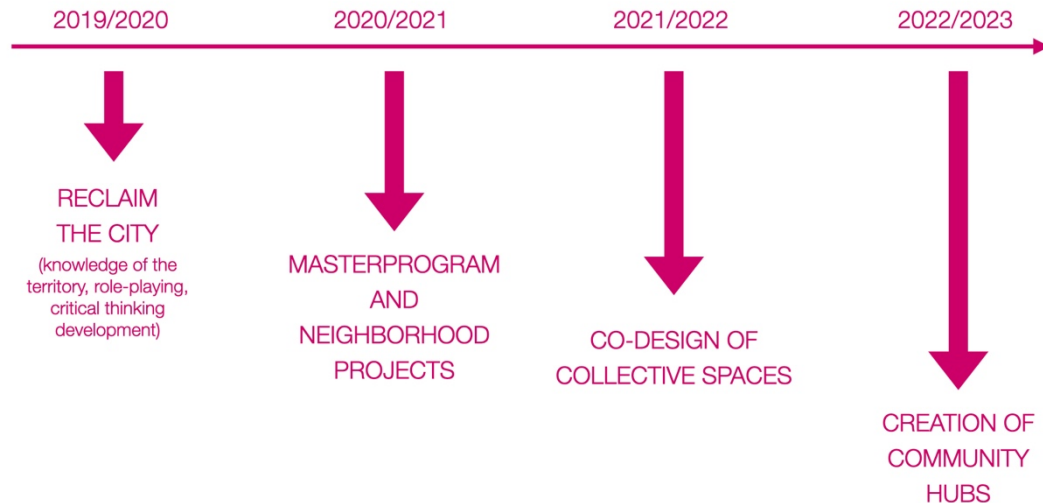 2019/2020
2020/2021
2021/2022
2022/2023
RECLAIM
THE CITY
(knowledge of the
territory, role-playing,
critical thinking
development)
MASTERPROGRAM
AND
NEIGHBORHOOD
PROJECTS
CO-DESIGN OF
COLLECTIVE SPACES
CREATION OF
COMMUNITY
HUBS